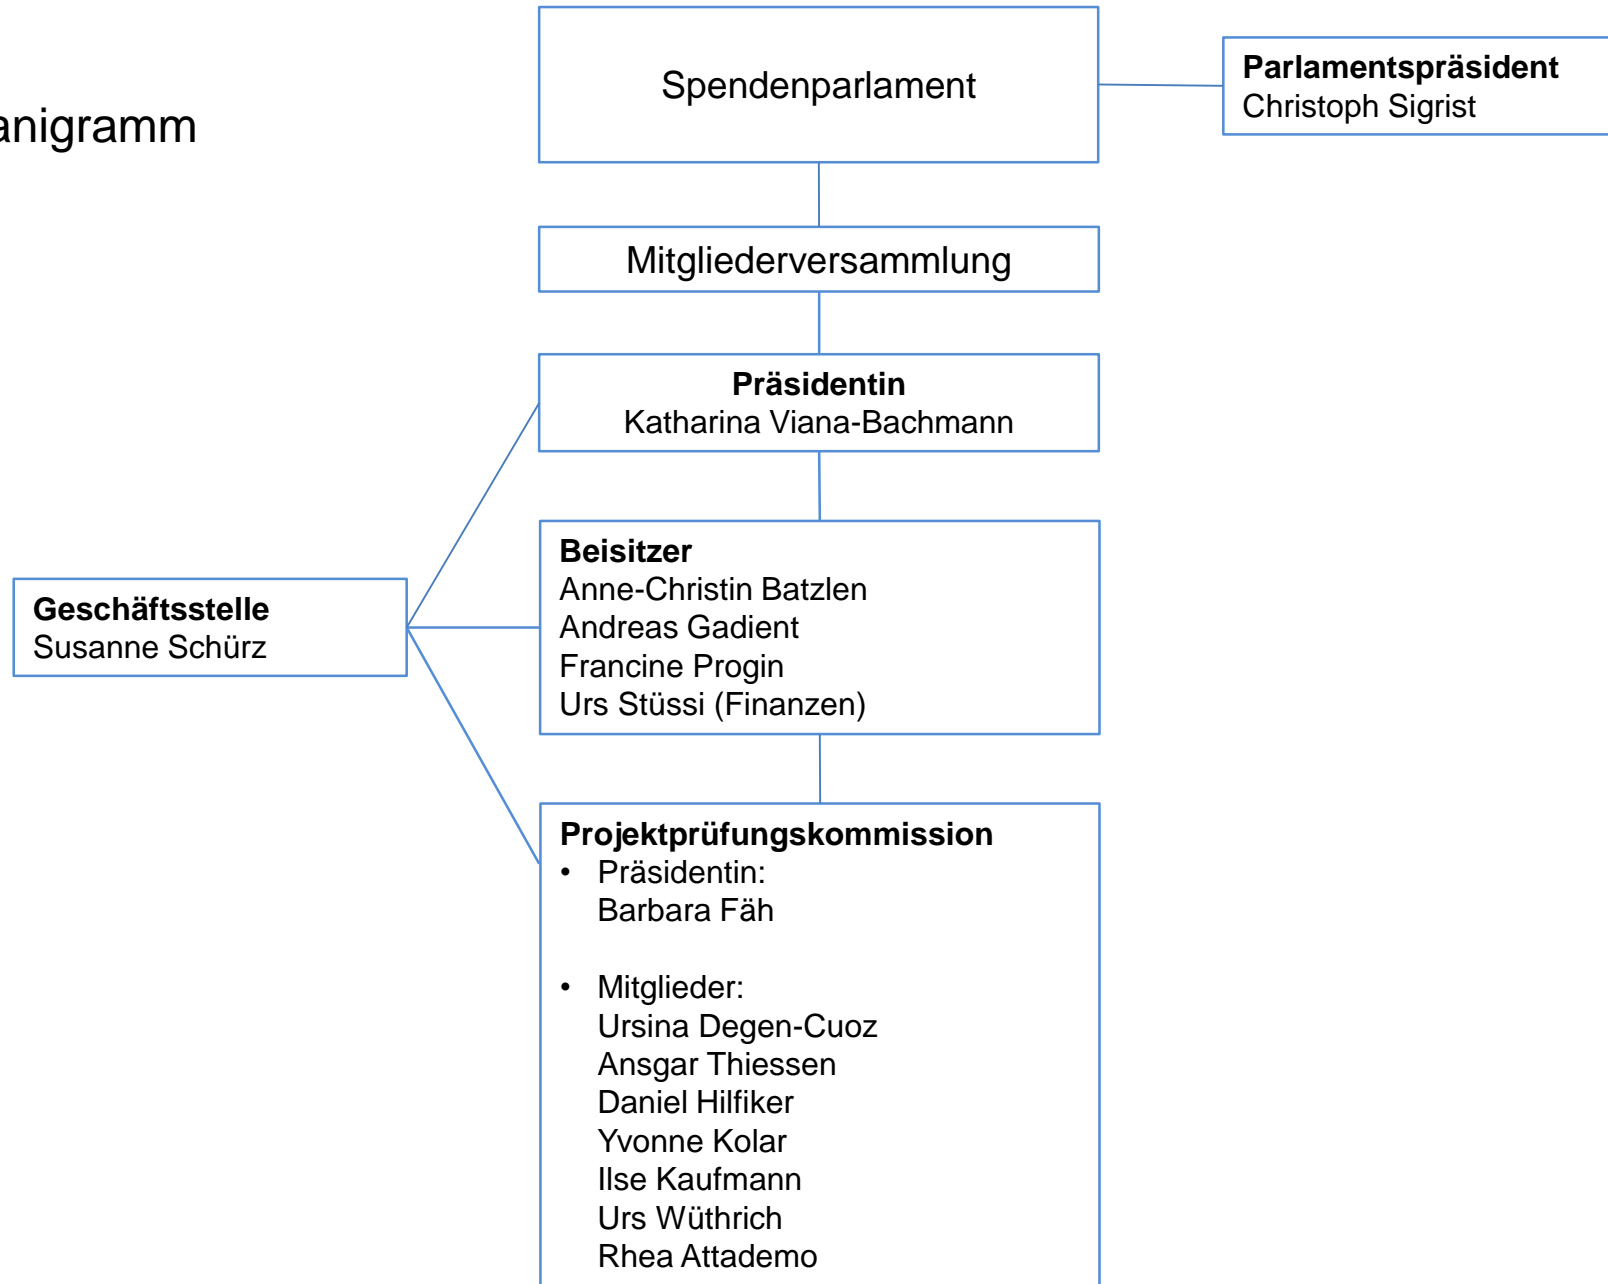 anigramm
Spendenparlament
Parlamentspräsident
Christoph Sigrist
Mitgliederversammlung
Präsidentin
Katharina Viana-Bachmann
Geschäftsstelle
Susanne Schürz
Beisitzer
Anne-Christin Batzlen
Andreas Gadient
Francine Progin
Urs Stüssi (Finanzen)
Projektprüfungskommission
• Präsidentin:
Barbara Fäh
• Mitglieder:
Ursina Degen-Cuoz
Ansgar Thiessen
Daniel Hilfiker
Yvonne Kolar
Ilse Kaufmann
Urs Wüthrich
Rhea Attademo